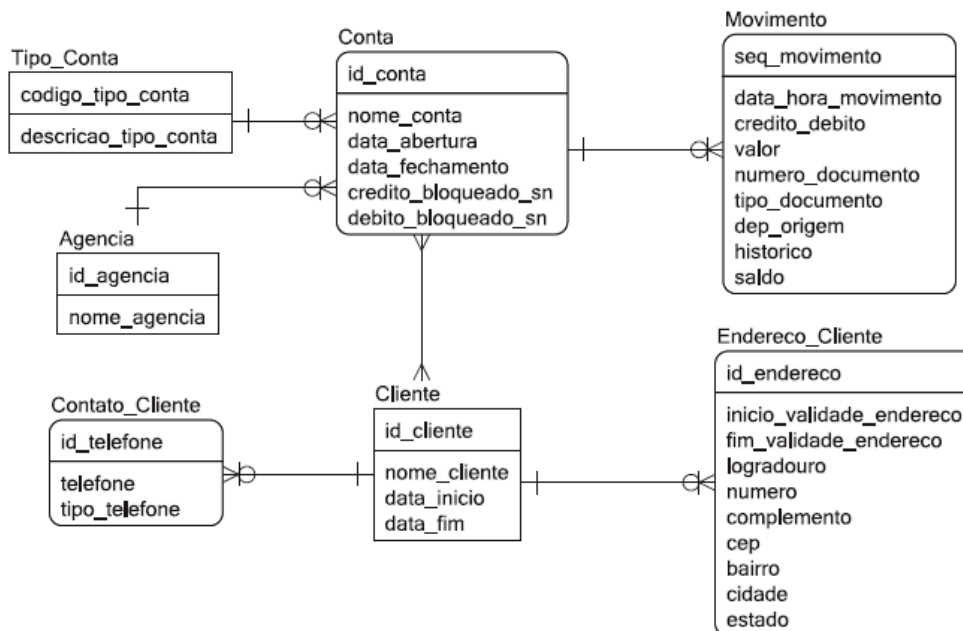 Tipo_Conta
codigo_tipo_conta
descricao_tipo_conta
Conta
id_conta
nome_conta
data_abertura
data_fechamento
credito_bloqueado_sn
debito_bloqueado_sn
Movimento
seq_movimento
data_hora_movimento
credito_debito
valor
numero_documento
tipo_documento
dep_origem
historico
saldo
Agencia
id_agencia
nome_agencia
Contato_Cliente
id_telefone
telefone
tipo_telefone
Cliente
id_cliente
nome_cliente
data_inicio
data_fim
Endereco_Cliente
id_endereco
inicio_validade_endereco
fim_validade_endereco
logradouro
numero
complemento
cep
bairro
cidade
estado